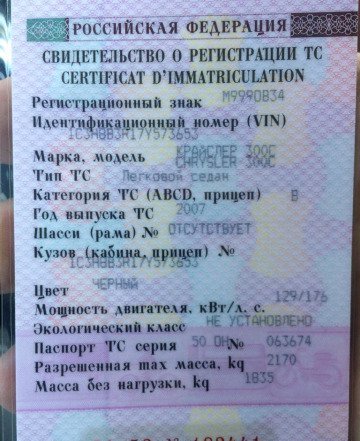 РОССИЙСКАЯ ФЕДЕРАЦИЯ
СВИДЕТЕЛЬСТВО О РЕГИСТРАЦИИ ТС
CERTIFICAT D'IMMATRICULATION
Регистрационный знак М999ОВ34
Идентификационный номер (VIN)
1C3H8B3R17Y573653
Марка, модель КРАЙСЛЕР 300С
CHRYSLER 300C
Тип ТС Легковой седан
Категория ТС (ABCD, прицеп) B
Год выпуска ТС 2007
Шасси (рама) № ОТСУТСТВУЕТ
Кузов (кабина, прицеп) №
1C3H8B3R17Y573653
Цвет ЧЕРНЫЙ
Мощность двигателя, кВт/л. с. 129/176
Экологический класс НЕ УСТАНОВЛЕНО
Паспорт ТС серия 50 ОН № 063674
Разрешенная max масса, kg 2170
Масса без нагрузки, kg 1835